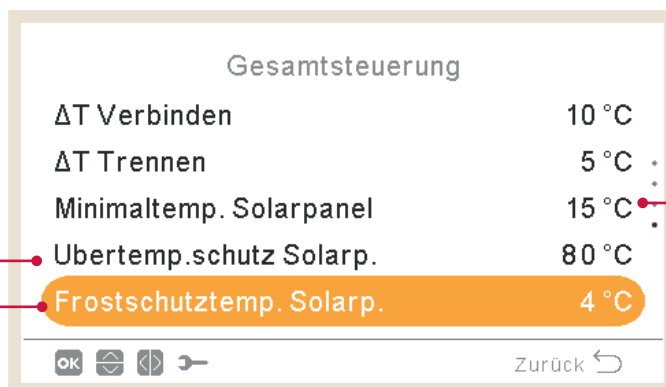 Gesamtsteuerung
ΔT Verbinden 10 °C
ΔT Trennen 5 °C
Minimaltemp. Solarpanel 15 °C
Ubertemp.schutz Solarp. 80 °C
Frostschutztemp. Solarp. 4 °C
OK Zurück